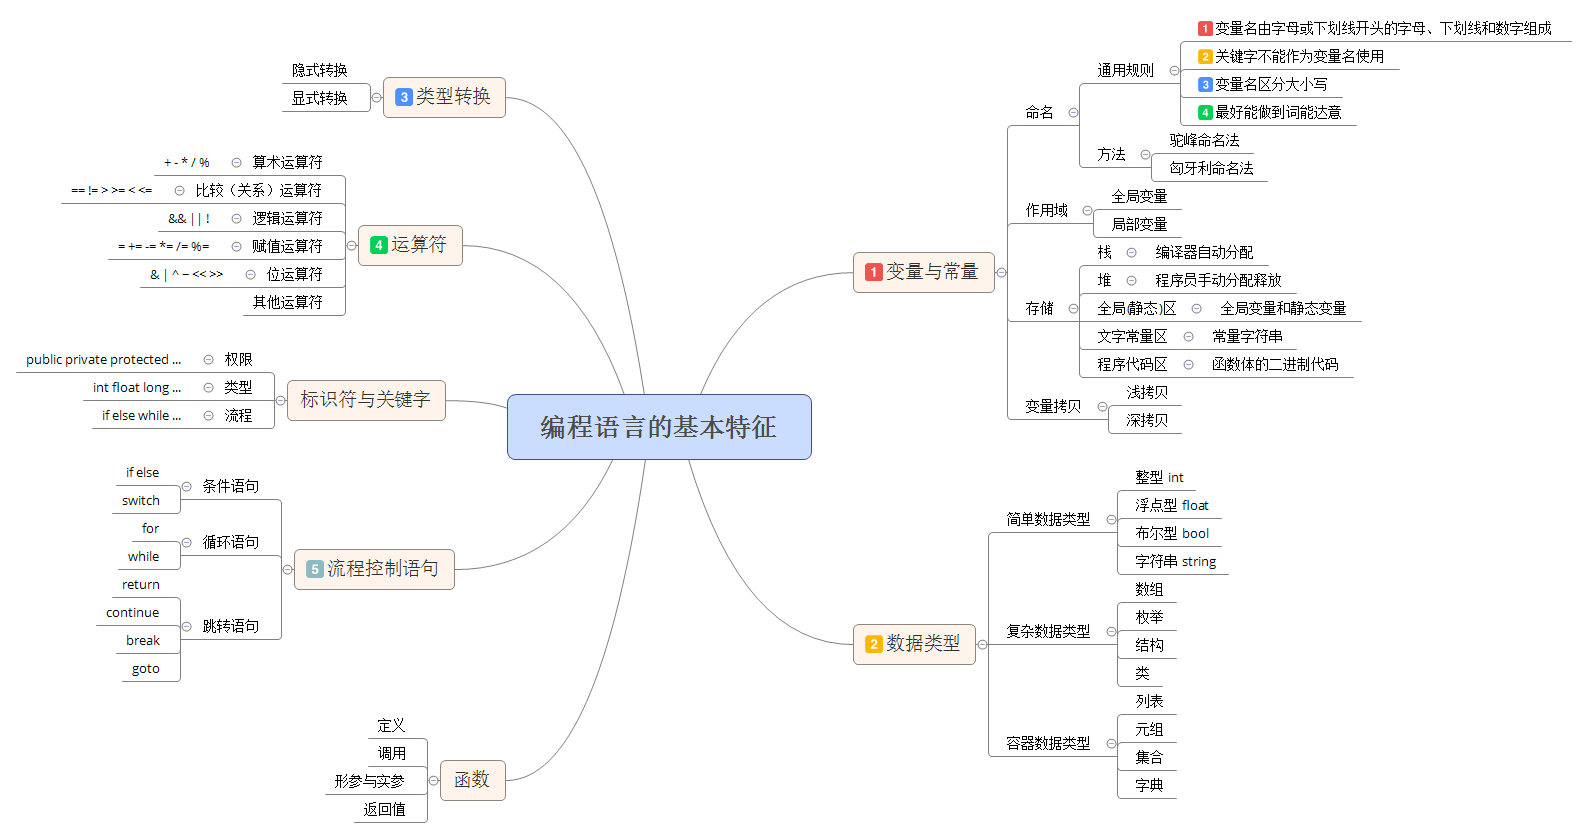 编程语言的基本特征
1 变量与常量
命名
通用规则
1 变量名由字母或下划线开头的字母、下划线和数字组成
2 关键字不能作为变量名使用
3 变量名区分大小写
4 最好能做到词能达意
方法
驼峰命名法
匈牙利命名法
作用域
全局变量
局部变量
存储
栈
编译器自动分配
堆
程序员手动分配释放
全局(静态)区
全局变量和静态变量
文字常量区
常量字符串
程序代码区
函数体的二进制代码
变量拷贝
浅拷贝
深拷贝
2 数据类型
简单数据类型
整型 int
浮点型 float
布尔型 bool
字符串 string
复杂数据类型
数组
枚举
结构
类
容器数据类型
列表
元组
集合
字典
3 类型转换
隐式转换
显式转换
4 运算符
算术运算符
+ - * / %
比较（关系）运算符
== != > >= < <=
逻辑运算符
&& || !
赋值运算符
= += -= *= /= %=
位运算符
& | ^ ~ << >>
其他运算符
标识符与关键字
权限
public private protected ...
类型
int float long ...
流程
if else while ...
5 流程控制语句
条件语句
if else
switch
循环语句
for
while
跳转语句
return
continue
break
goto
函数
定义
调用
形参与实参
返回值